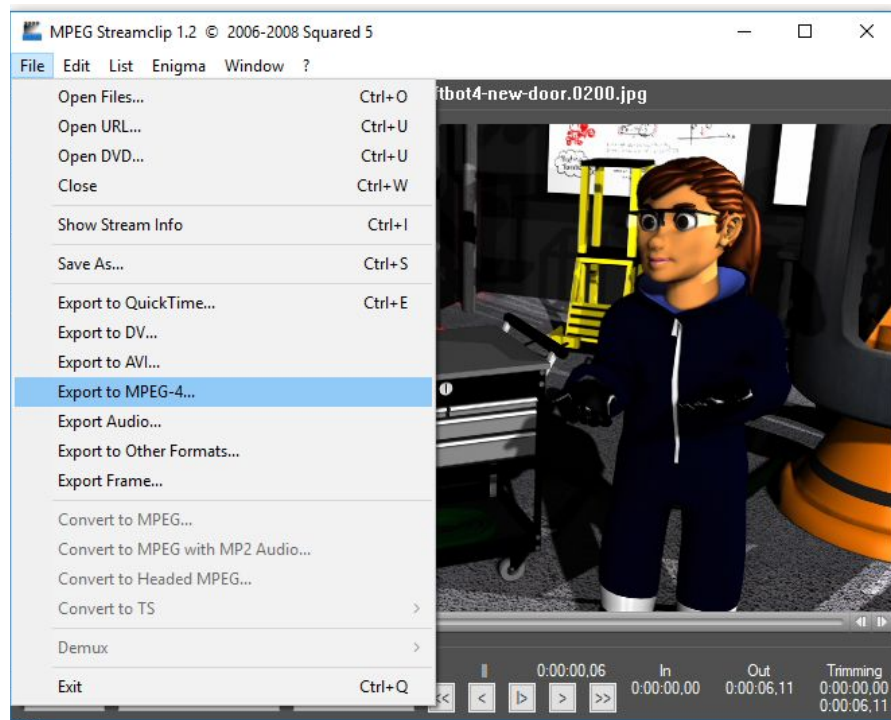 MPEG Streamclip 1.2 © 2006-2008 Squared 5
File Edit List Enigma Window ?
Open Files... Ctrl+O
Open URL... Ctrl+U
Open DVD... Ctrl+U
Close Ctrl+W
Show Stream Info Ctrl+I
Save As... Ctrl+S
Export to QuickTime... Ctrl+E
Export to DV...
Export to AVI...
Export to MPEG-4...
Export Audio...
Export to Other Formats...
Export Frame...
Convert to MPEG...
Convert to MPEG with MP2 Audio...
Convert to Headed MPEG...
Convert to TS
Demux
Exit Ctrl+Q
tbot4-new-door.0200.jpg
0:00:00,06 In Out Trimming
0:00:00,00 0:00:06,11 0:00:00,00
0:00:06,11